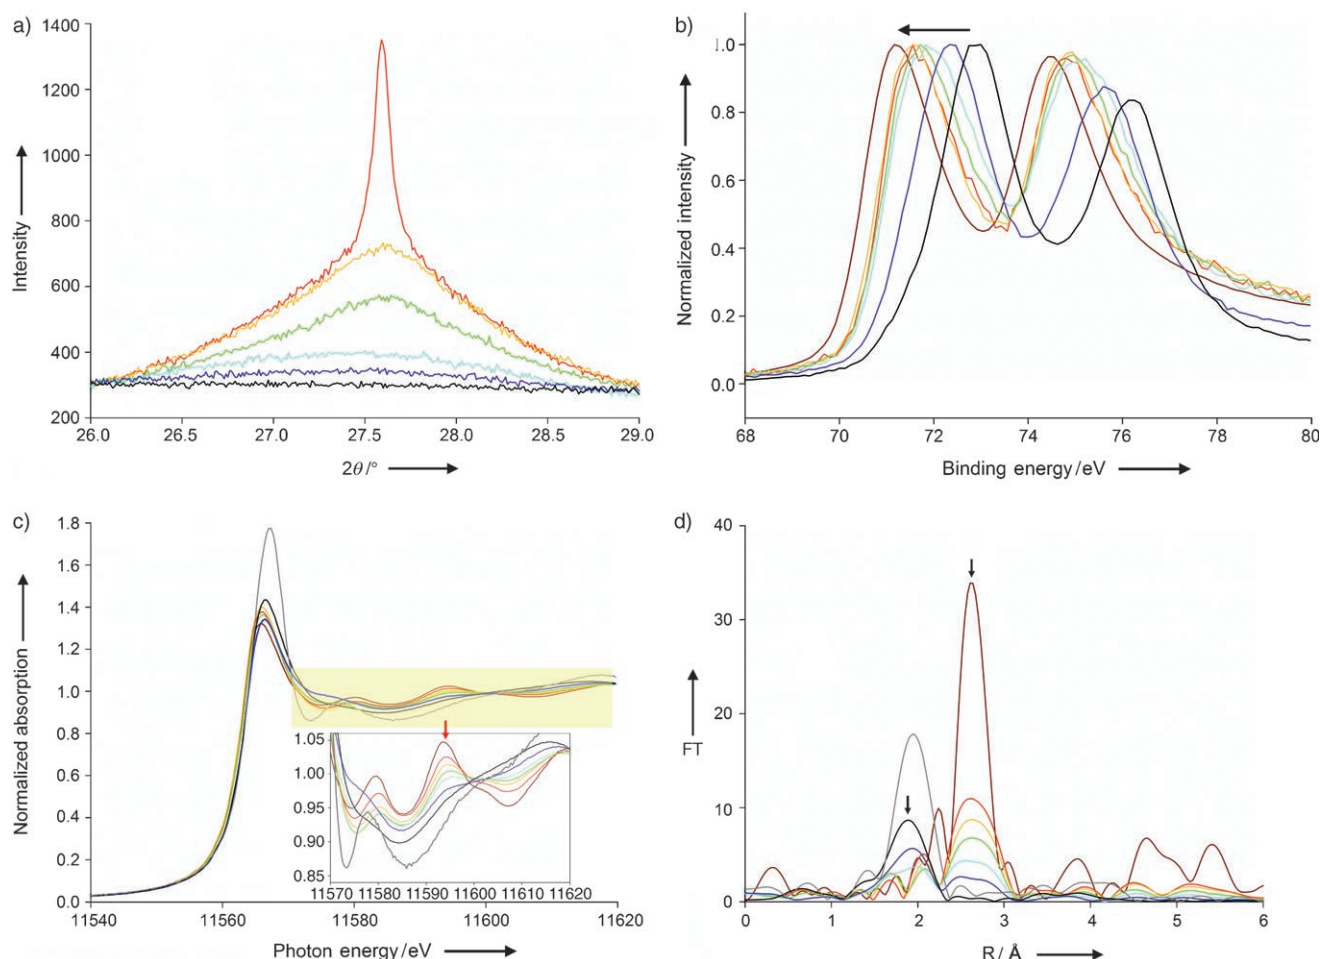 a)
1400
1200
1000
800
600
400
200
Intensity
26.0 26.5 27.0 27.5 28.0 28.5 29.0
2θ/°
b)
1.0
0.8
0.6
0.4
0.2
0.0
Normalized intensity
68 70 72 74 76 78 80
Binding energy/eV
c)
1.8
1.6
1.4
1.2
1.0
0.8
0.6
0.4
0.2
0.0
Normalized absorption
1.05
1.00
0.95
0.90
0.85
11570 11580 11590 11600 11610 11620
11540 11560 11580 11600 11620
Photon energy/eV
d)
40
30
20
10
0
FT
0 1 2 3 4 5 6
R/Å